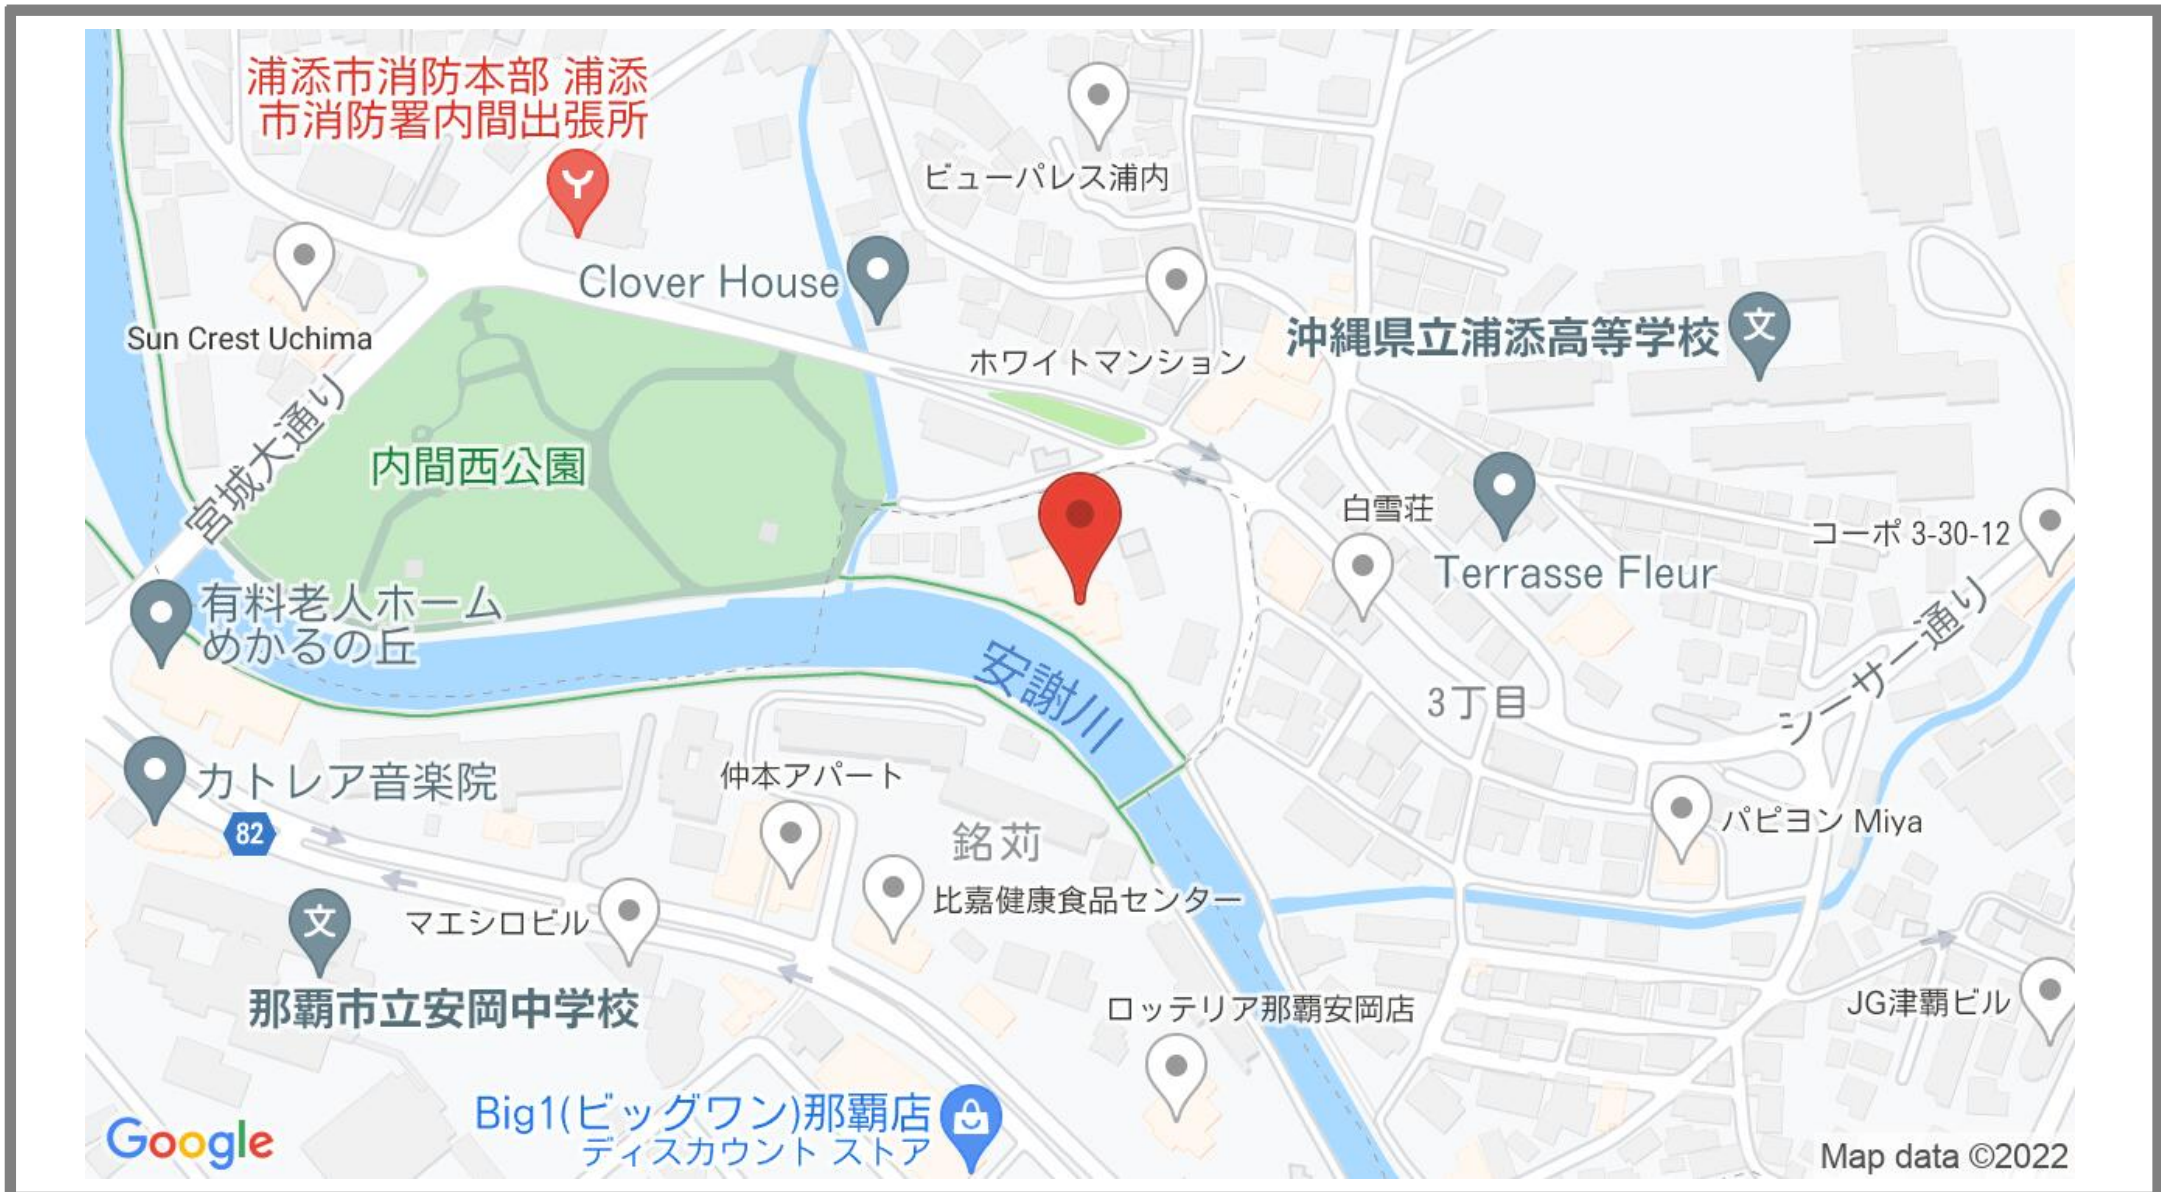 浦添市消防本部 浦添
市消防署内間出張所
ビューパレス浦内
Clover House
Sun Crest Uchima
ホワイトマンション
沖縄県立浦添高等学校
文
宮城大通り
内間西公園
白雪荘
コーポ 3-30-12
Terrasse Fleur
有料老人ホーム
めかるの丘
安謝川
3丁目
シーサー通り
カトレア音楽院
仲本アパート
82
銘苅
パピヨン Miya
比嘉健康食品センター
マエシロビル
文
那覇市立安岡中学校
ロッテリア那覇安岡店
JG津覇ビル
Big1(ビッグワン)那覇店
ディスカウント ストア
Google
Map data ©2022